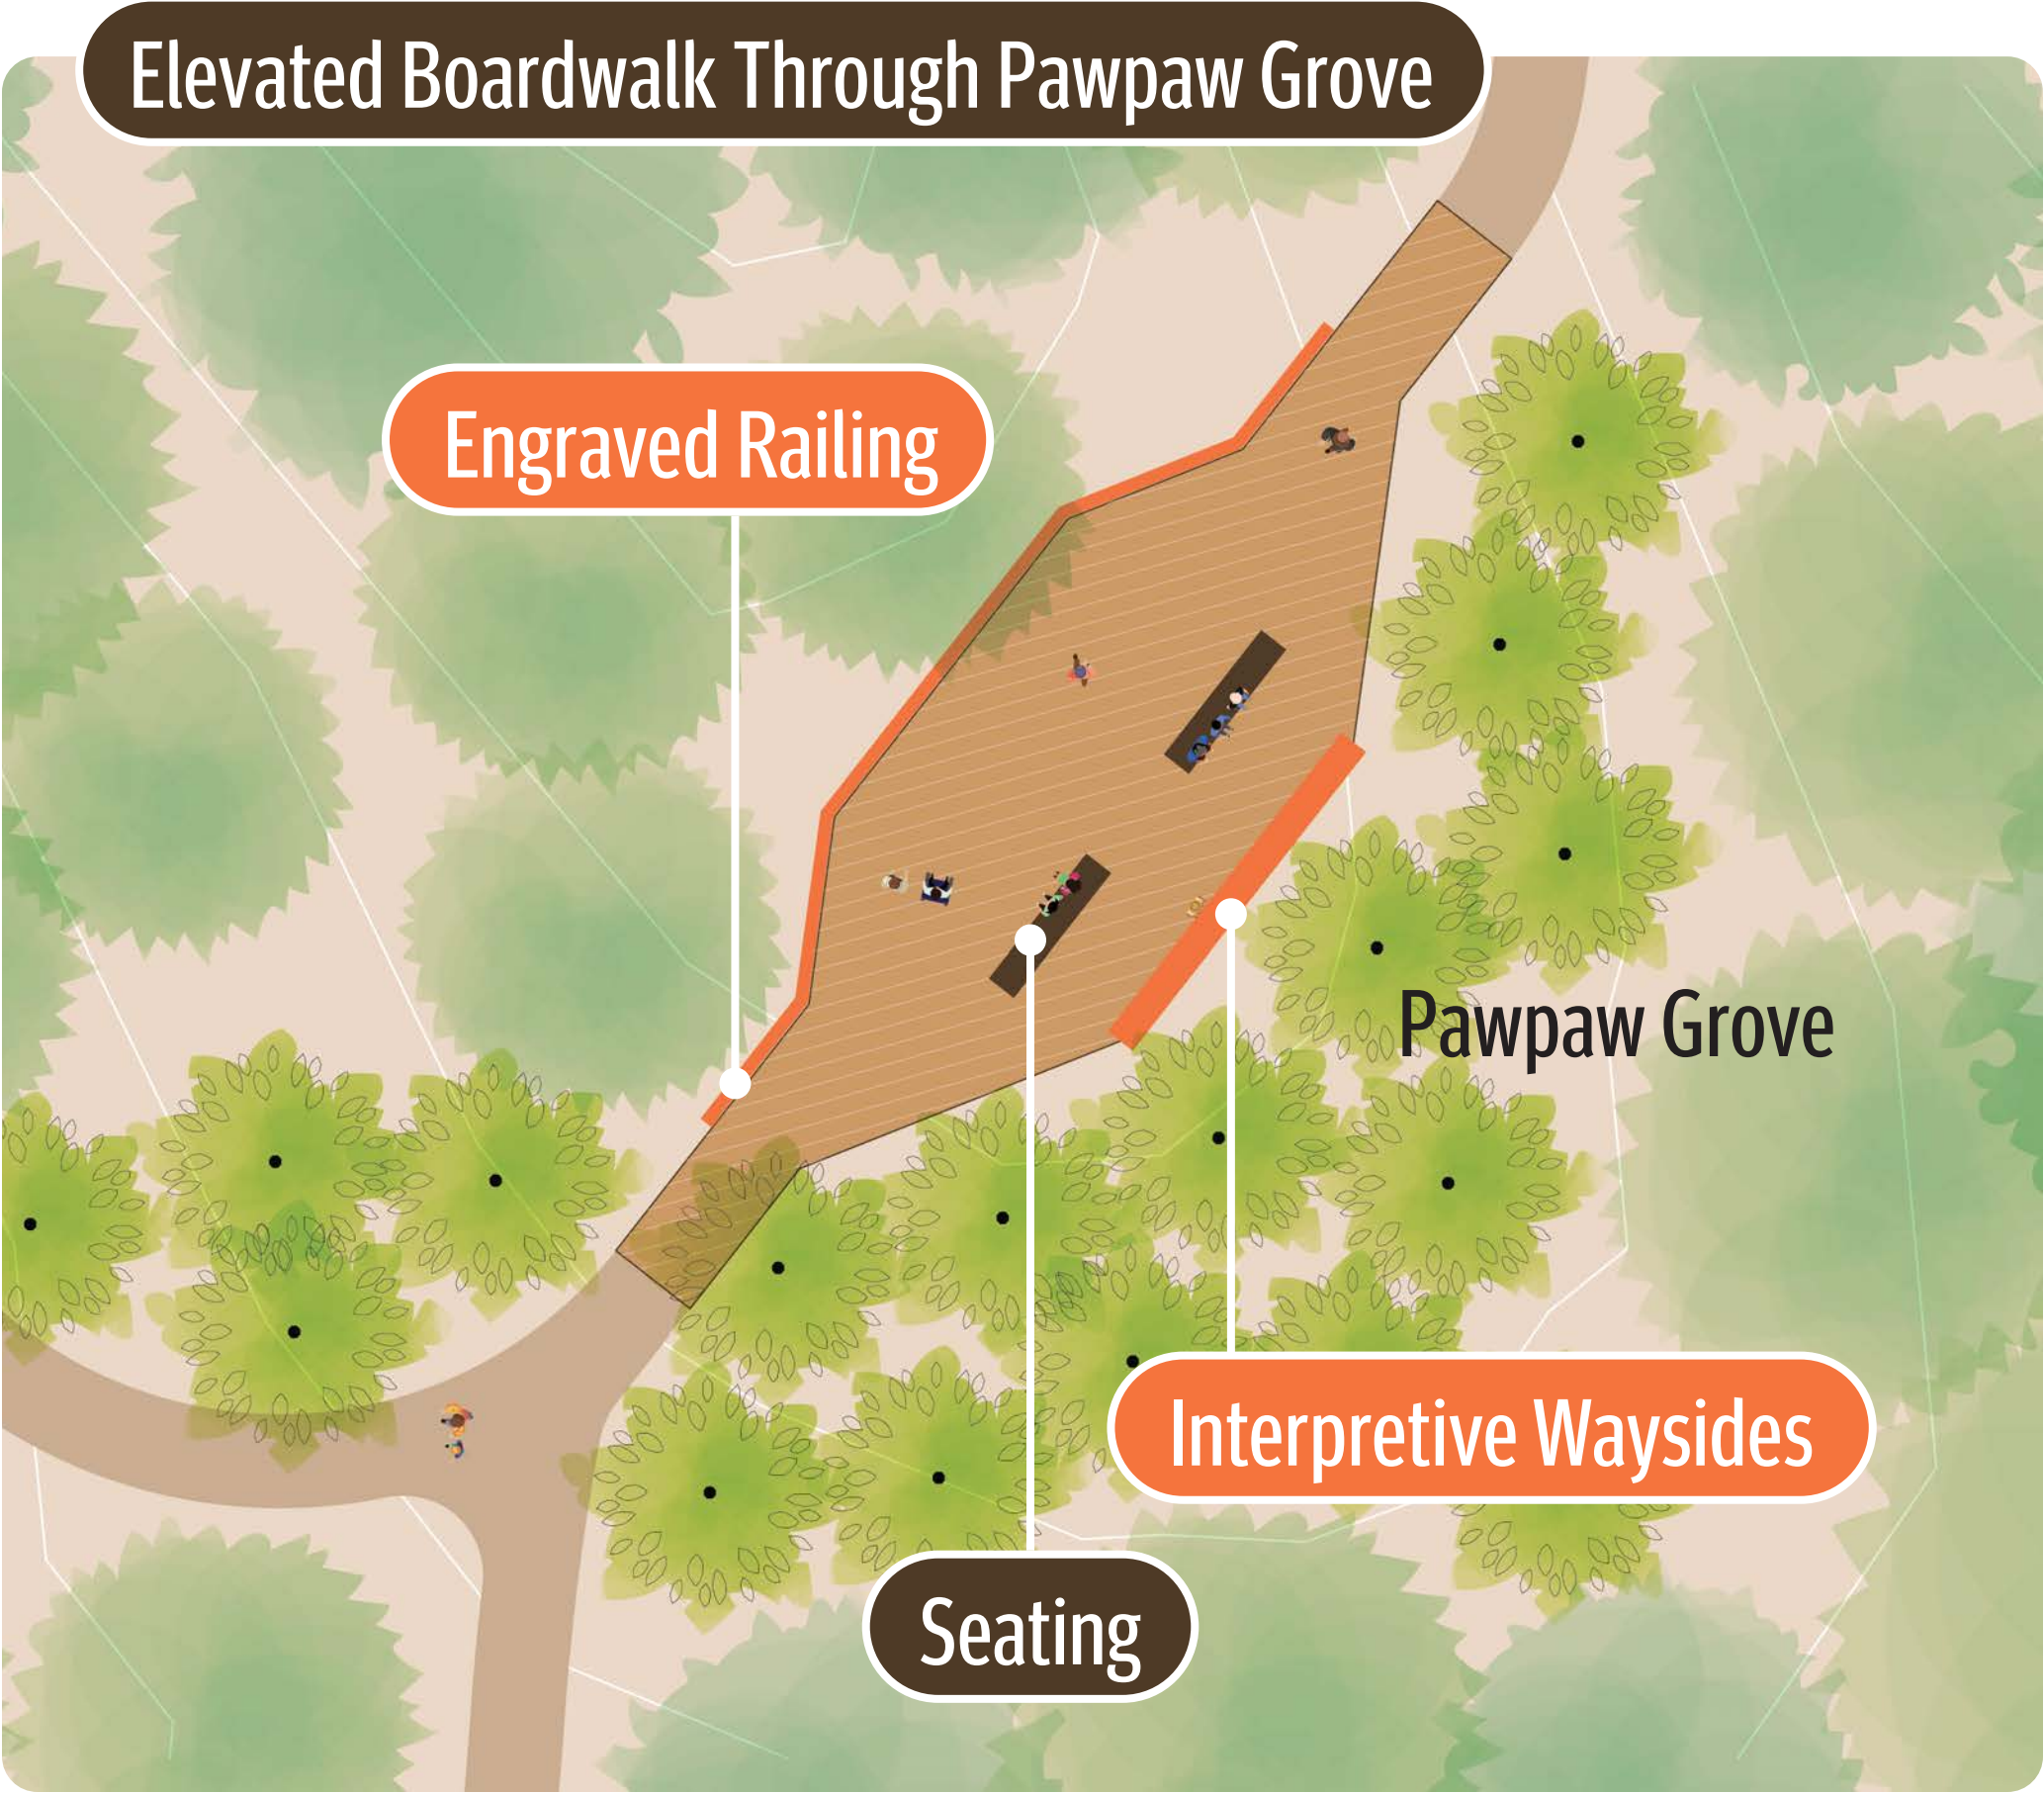 Elevated Boardwalk Through Pawpaw Grove
Engraved Railing
Pawpaw Grove
Interpretive Waysides
Seating